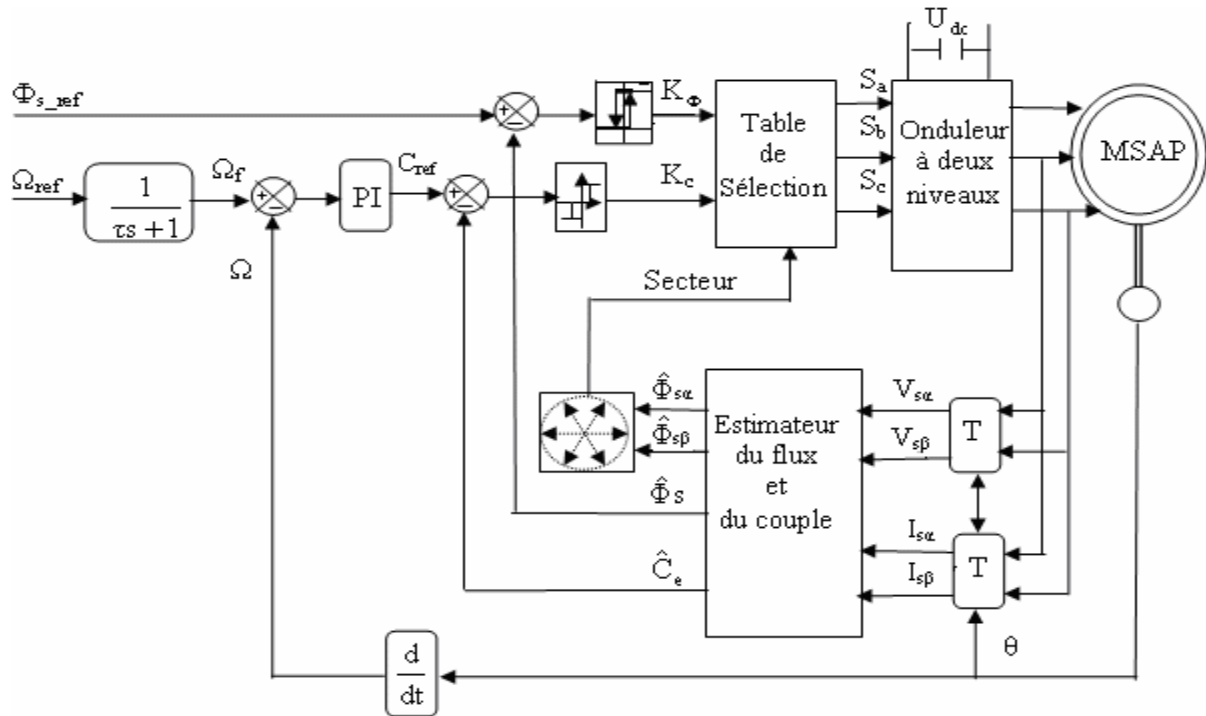 U dc
Φs_ref
KΦ
Sa
Sb
Sc
Table
de
Sélection
Onduleur
à deux
niveaux
MSAP
Ωref
1
τs + 1
Ωf
PI
Cref
Kc
Ω
Secteur
Φ̂sα
Φ̂sβ
Φ̂s
Ĉe
Estimateur
du flux
et
du couple
Vsα
Vsβ
T
Isα
Isβ
T
θ
d
dt